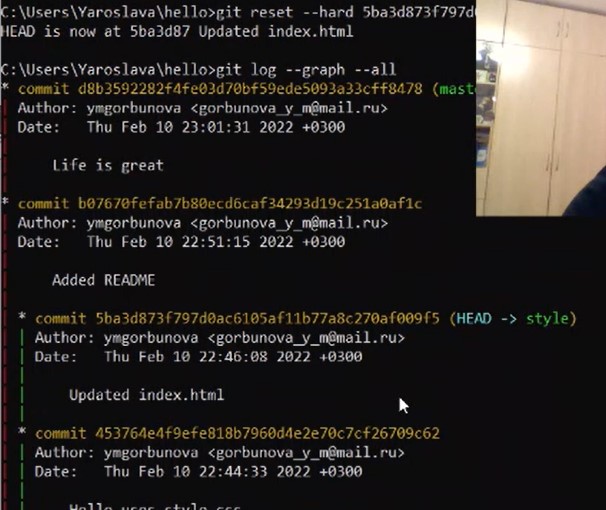 C:\Users\Yaroslava\hello>git reset --hard 5ba3d873f797d
HEAD is now at 5ba3d87 Updated index.html
C:\Users\Yaroslava\hello>git log --graph --all
* commit d8b3592282f4fe03d70bf59ede5093a33cff8478 (mast
Author: ymgorbunova <gorbunova_y_m@mail.ru>
Date: Thu Feb 10 23:01:31 2022 +0300
Life is great
* commit b07670fefab7b80ecd6caf34293d19c251a0af1c
Author: ymgorbunova <gorbunova_y_m@mail.ru>
Date: Thu Feb 10 22:51:15 2022 +0300
Added README
* commit 5ba3d873f797d0ac6105af11b77a8c270af009f5 (HEAD -> style)
Author: ymgorbunova <gorbunova_y_m@mail.ru>
Date: Thu Feb 10 22:46:08 2022 +0300
Updated index.html
* commit 453764e4f9efe818b7960d4e2e70c7cf26709c62
Author: ymgorbunova <gorbunova_y_m@mail.ru>
Date: Thu Feb 10 22:44:33 2022 +0300
Hello uses style.css